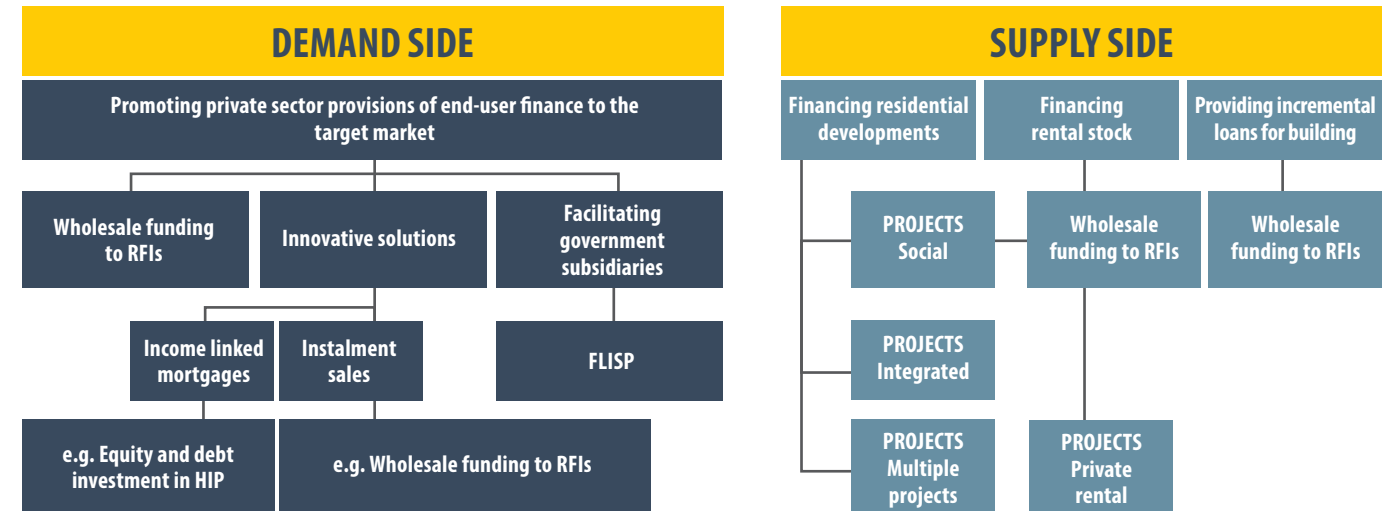 DEMAND SIDE
Promoting private sector provisions of end-user finance to the
target market
Wholesale funding
to RFIs
Innovative solutions
Facilitating
government
subsidiaries
Income linked
mortgages
Instalment
sales
FLISP
e.g. Equity and debt
investment in HIP
e.g. Wholesale funding to RFIs
SUPPLY SIDE
Financing residential
developments
Financing
rental stock
Providing incremental
loans for building
PROJECTS
Social
Wholesale
funding to RFIs
Wholesale
funding to RFIs
PROJECTS
Integrated
PROJECTS
Multiple
projects
PROJECTS
Private
rental